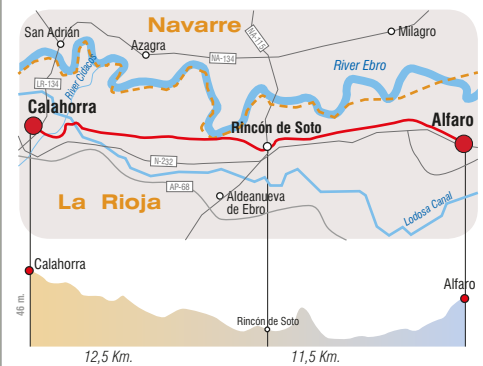 Navarre
San Adrián
Azagra
Milagro
NA-134
NA-115
River Ebro
River Cidacos
LR-134
Calahorra
Alfaro
Rincón de Soto
N-232
AP-68
La Rioja
Aldeanueva
de Ebro
Lodosa Canal
Calahorra
Alfaro
46 m.
Rincón de Soto
12,5 Km.
11,5 Km.